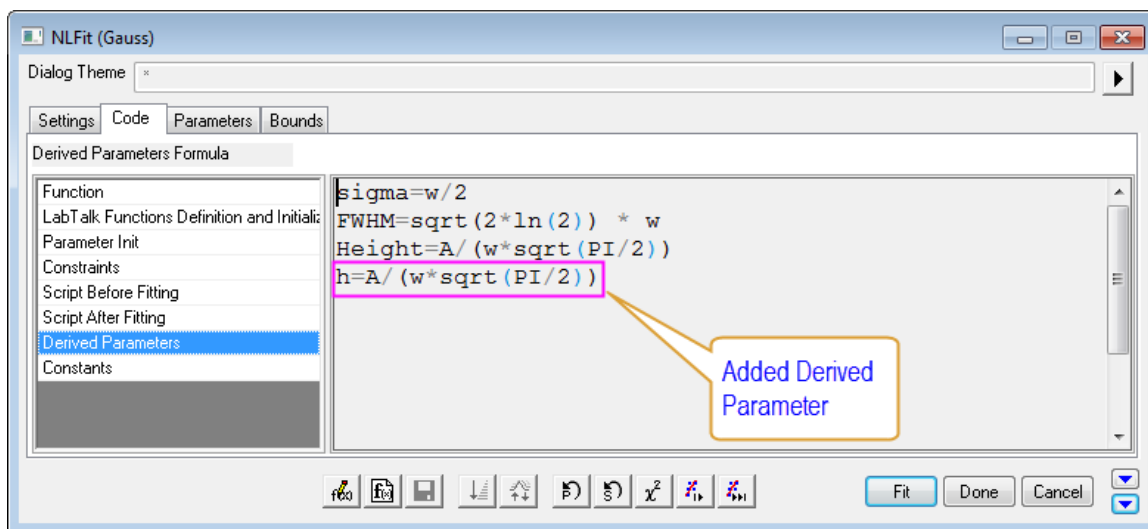 NLFit (Gauss)
Dialog Theme *
Settings Code Parameters Bounds
Derived Parameters Formula
Function
LabTalk Functions Definition and Initializ
Parameter Init
Constraints
Script Before Fitting
Script After Fitting
Derived Parameters
Constants
sigma=w/2
FWHM=sqrt(2*ln(2)) * w
Height=A/(w*sqrt(PI/2))
h=A/(w*sqrt(PI/2))
Added Derived
Parameter
Fit Done Cancel